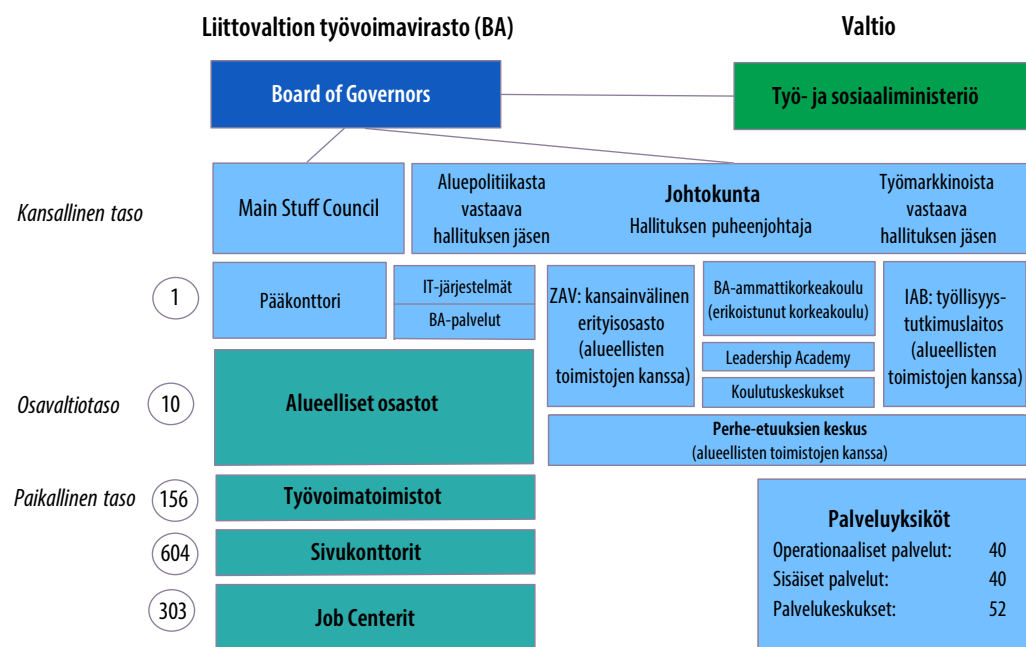 Liittovaltion työvoimavirasto (BA)
Valtio
Board of Governors
Työ- ja sosiaaliministeriö
Kansallinen taso
Main Stuff Council
Aluepolitiikasta
vastaava
hallituksen jäsen
Johtokunta
Hallituksen puheenjohtaja
Työmarkkinoista
vastaava
hallituksen jäsen
1
Pääkonttori
IT-järjestelmät
BA-palvelut
ZAV: kansainvälinen
erityisosasto
(alueellisten
toimistojen kanssa)
BA-ammattikorkeakoulu
(erikoistunut korkeakoulu)
Leadership Academy
Koulutuskeskukset
IAB: työllisyys-
tutkimuslaitos
(alueellisten
toimistojen kanssa)
Osavaltiotaso
10
Alueelliset osastot
Perhe-etuuksien keskus
(alueellisten toimistojen kanssa)
Paikallinen taso
156
Työvoimatoimistot
604
Sivukonttorit
303
Job Centerit
Palveluyksiköt
Operationaaliset palvelut: 40
Sisäiset palvelut: 40
Palvelukeskukset: 52